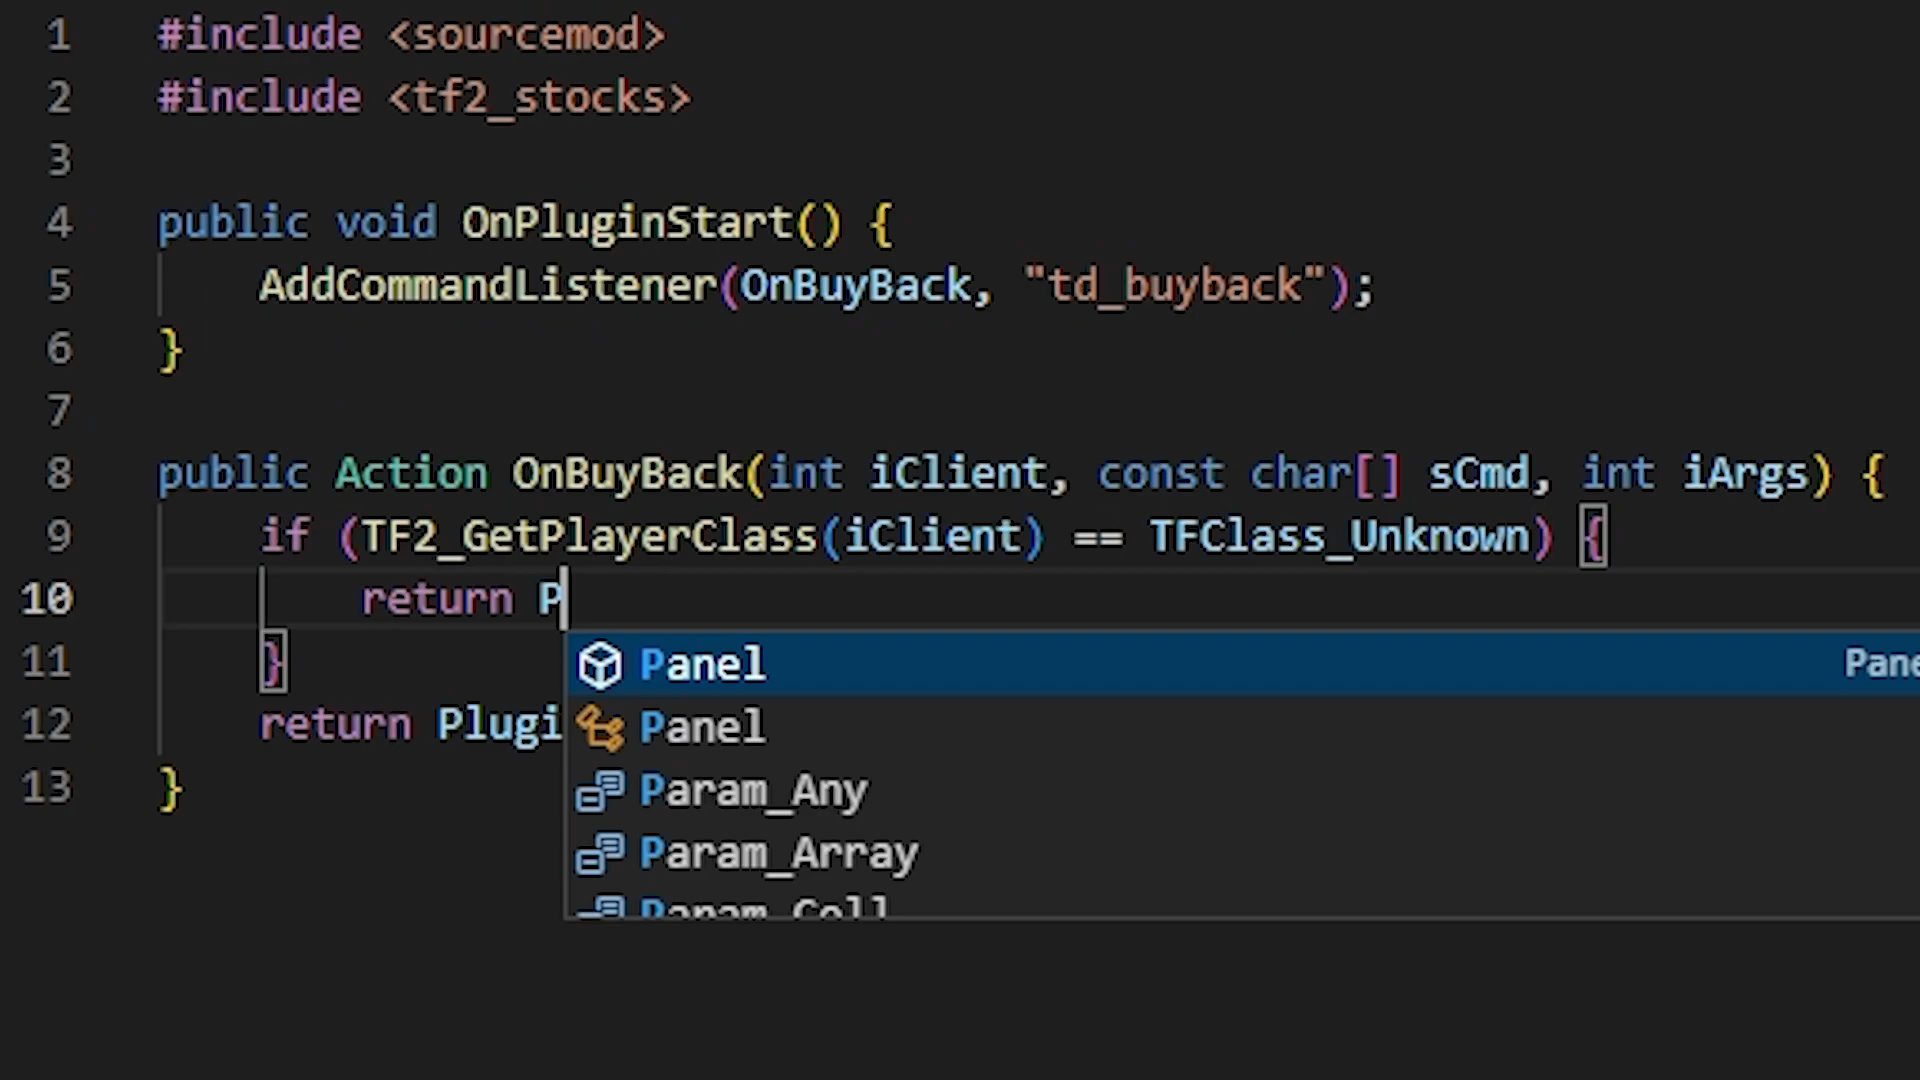 1 #include <sourcemod>
2 #include <tf2_stocks>
3
4 public void OnPluginStart() {
5 AddCommandListener(OnBuyBack, "td_buyback");
6 }
7
8 public Action OnBuyBack(int iClient, const char[] sCmd, int iArgs) {
9 if (TF2_GetPlayerClass(iClient) == TFClass_Unknown) {
10 return P
11 }
Panel Pane
12 return Plugi
Panel
13 }
Param_Any
Param_Array
Param_Cell